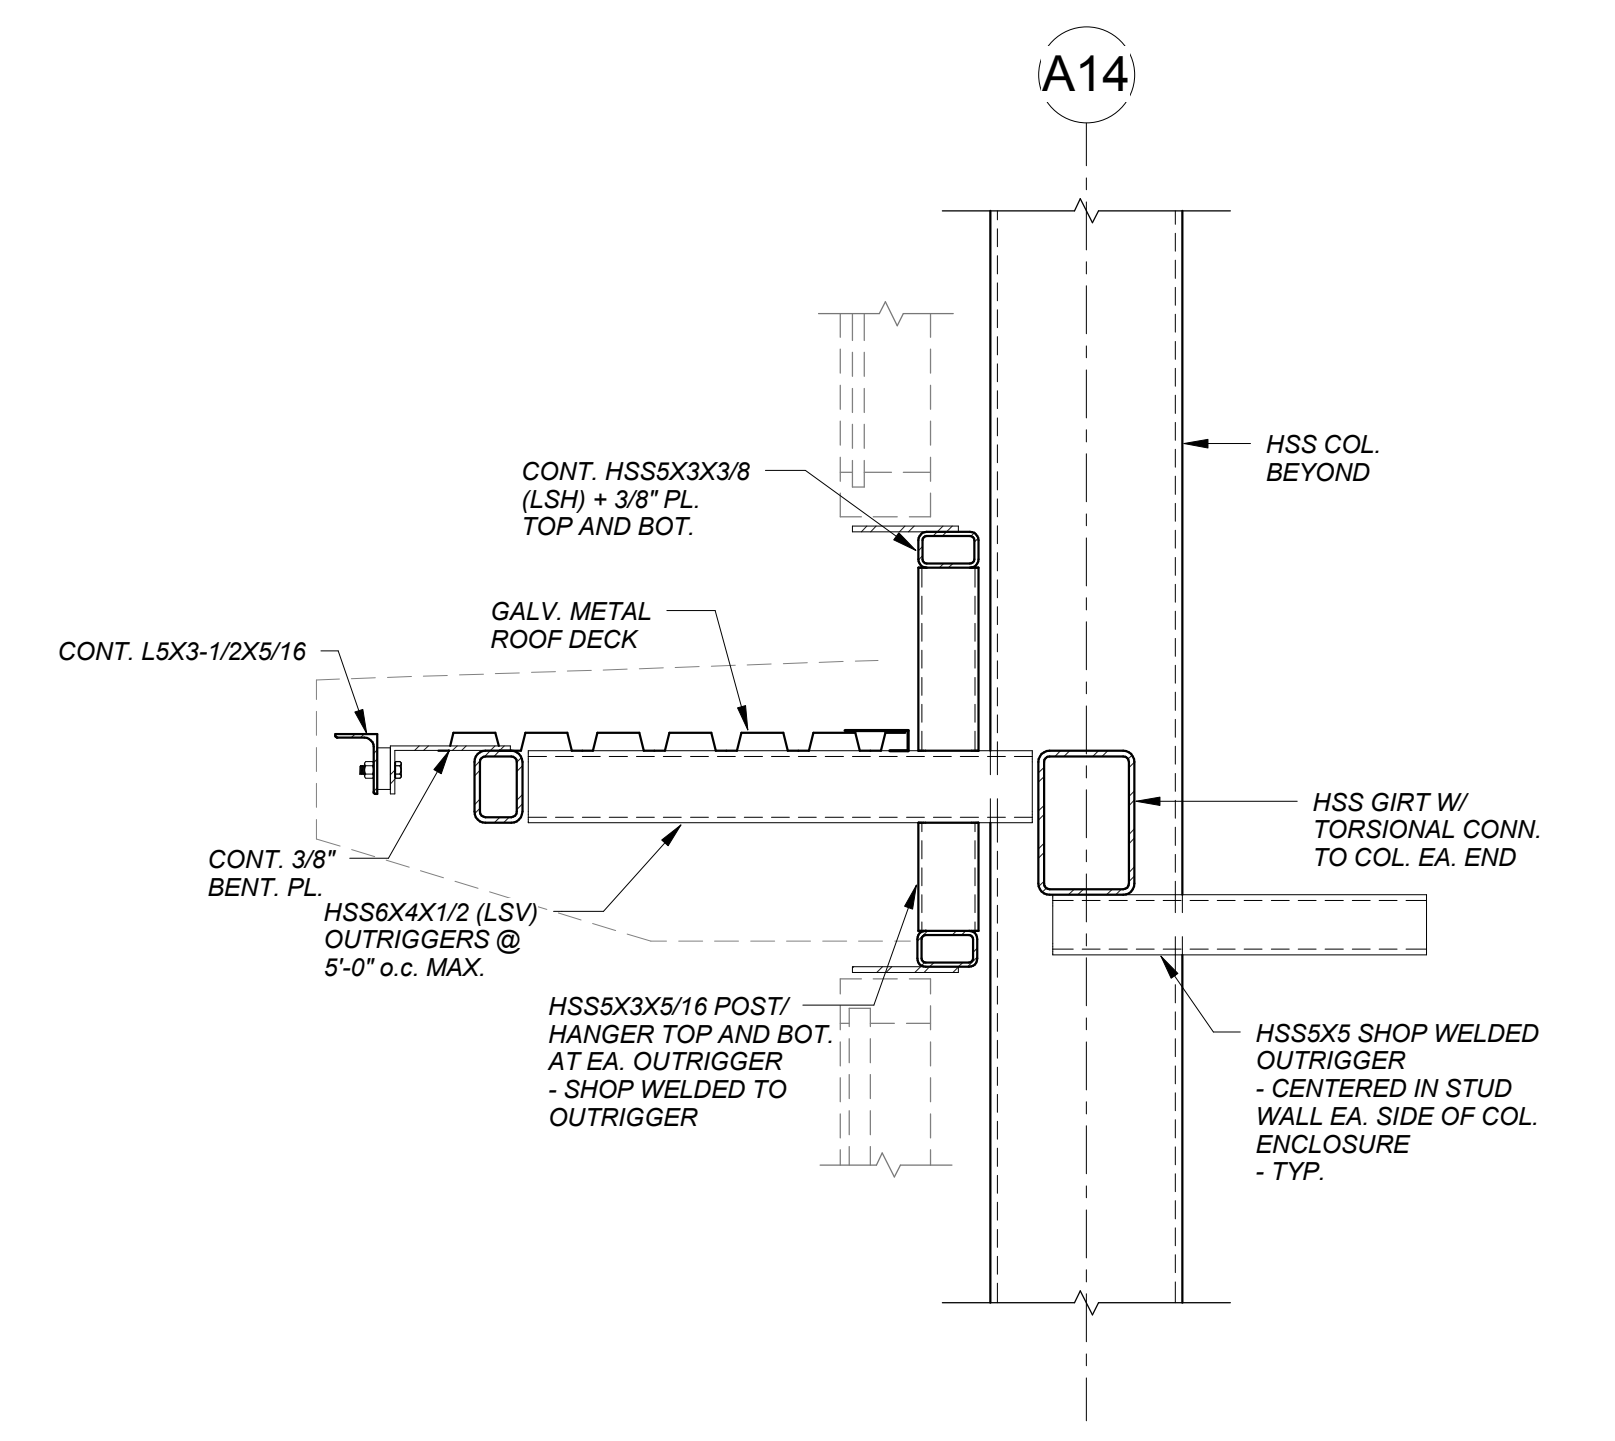 A14
HSS COL.
BEYOND
CONT. HSS5X3X3/8
(LSH) + 3/8" PL.
TOP AND BOT.
GALV. METAL
ROOF DECK
CONT. L5X3-1/2X5/16
HSS GIRT W/
TORSIONAL CONN.
TO COL. EA. END
CONT. 3/8"
BENT. PL.
HSS6X4X1/2 (LSV)
OUTRIGGERS @
5'-0" o.c. MAX.
HSS5X3X5/16 POST/
HANGER TOP AND BOT.
AT EA. OUTRIGGER
- SHOP WELDED TO
OUTRIGGER
HSS5X5 SHOP WELDED
OUTRIGGER
- CENTERED IN STUD
WALL EA. SIDE OF COL.
ENCLOSURE
- TYP.